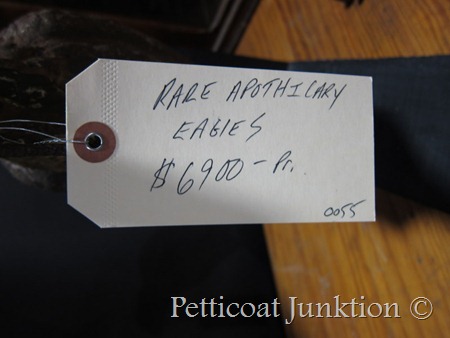 RARE APOTHICARY
EAGLES
$6900 - Pr.
0055
Petticoat Junktion ©